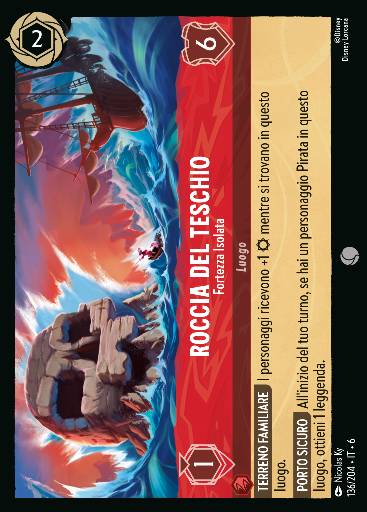 2
6
ROCCIA DEL TESCHIO
Fortezza Isolata
Luogo
1
TERRENO FAMILIARE I personaggi ricevono +1 mentre si trovano in questo
luogo.
PORTO SICURO All'inizio del tuo turno, se hai un personaggio Pirata in questo
luogo, ottieni 1 leggenda.
Nicolas Ky
136/204 • IT • 6
©Disney
Disney Lorcana